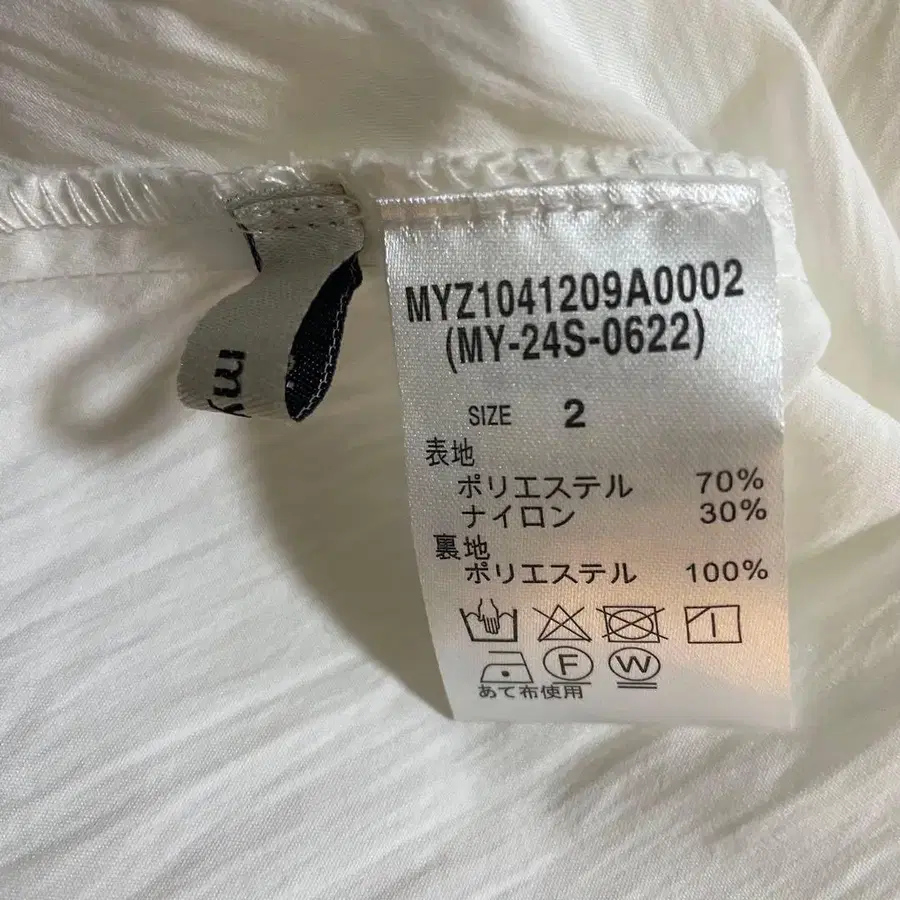 MYZ1041209A0002
(MY-24S-0622)
SIZE 2
表地
ポリエステル 70%
ナイロン 30%
裏地
ポリエステル 100%
F W
あて布使用
my